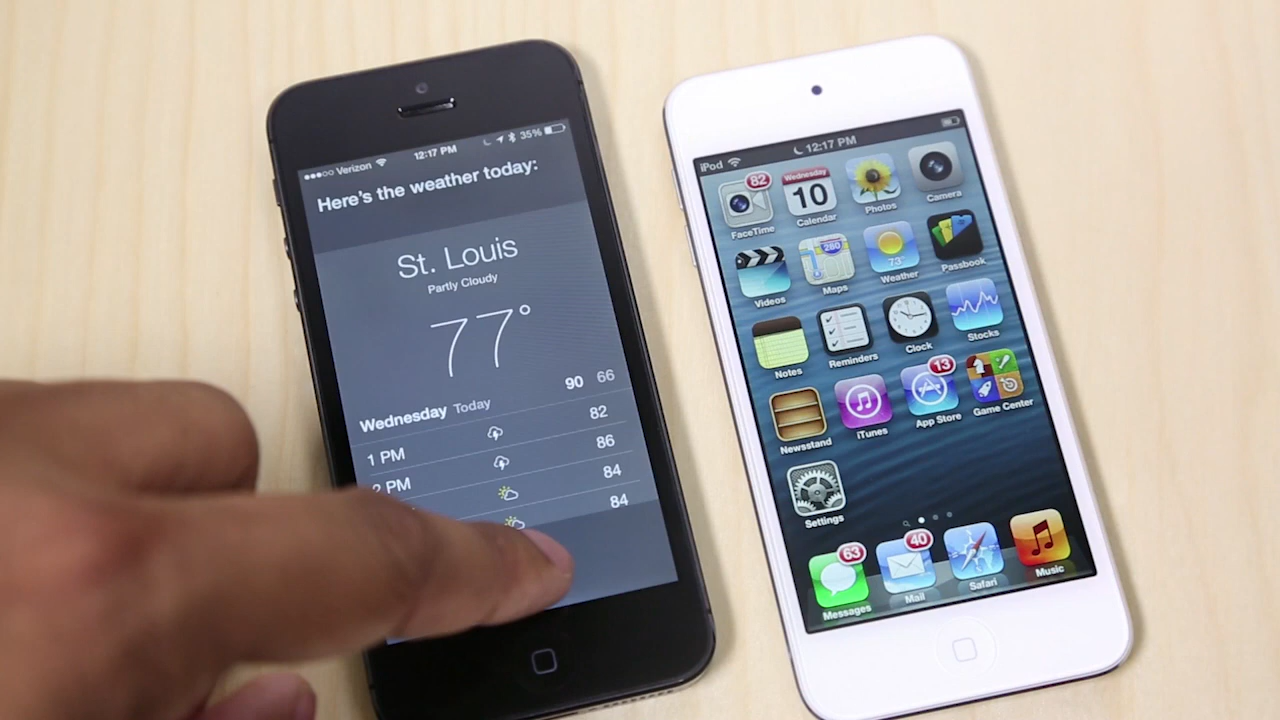 Verizon 12:17 PM 35%
Here's the weather today:
St. Louis
Partly Cloudy
77°
Wednesday Today 90 66
1 PM 82
2 PM 86
84
84
iPod 12:17 PM
82
Wednesday
10
FaceTime Calendar Photos Camera
280
73°
Videos Maps Weather Passbook
Notes Reminders Clock Stocks
13
Newsstand iTunes App Store Game Center
Settings
63 40
Messages Mail Safari Music